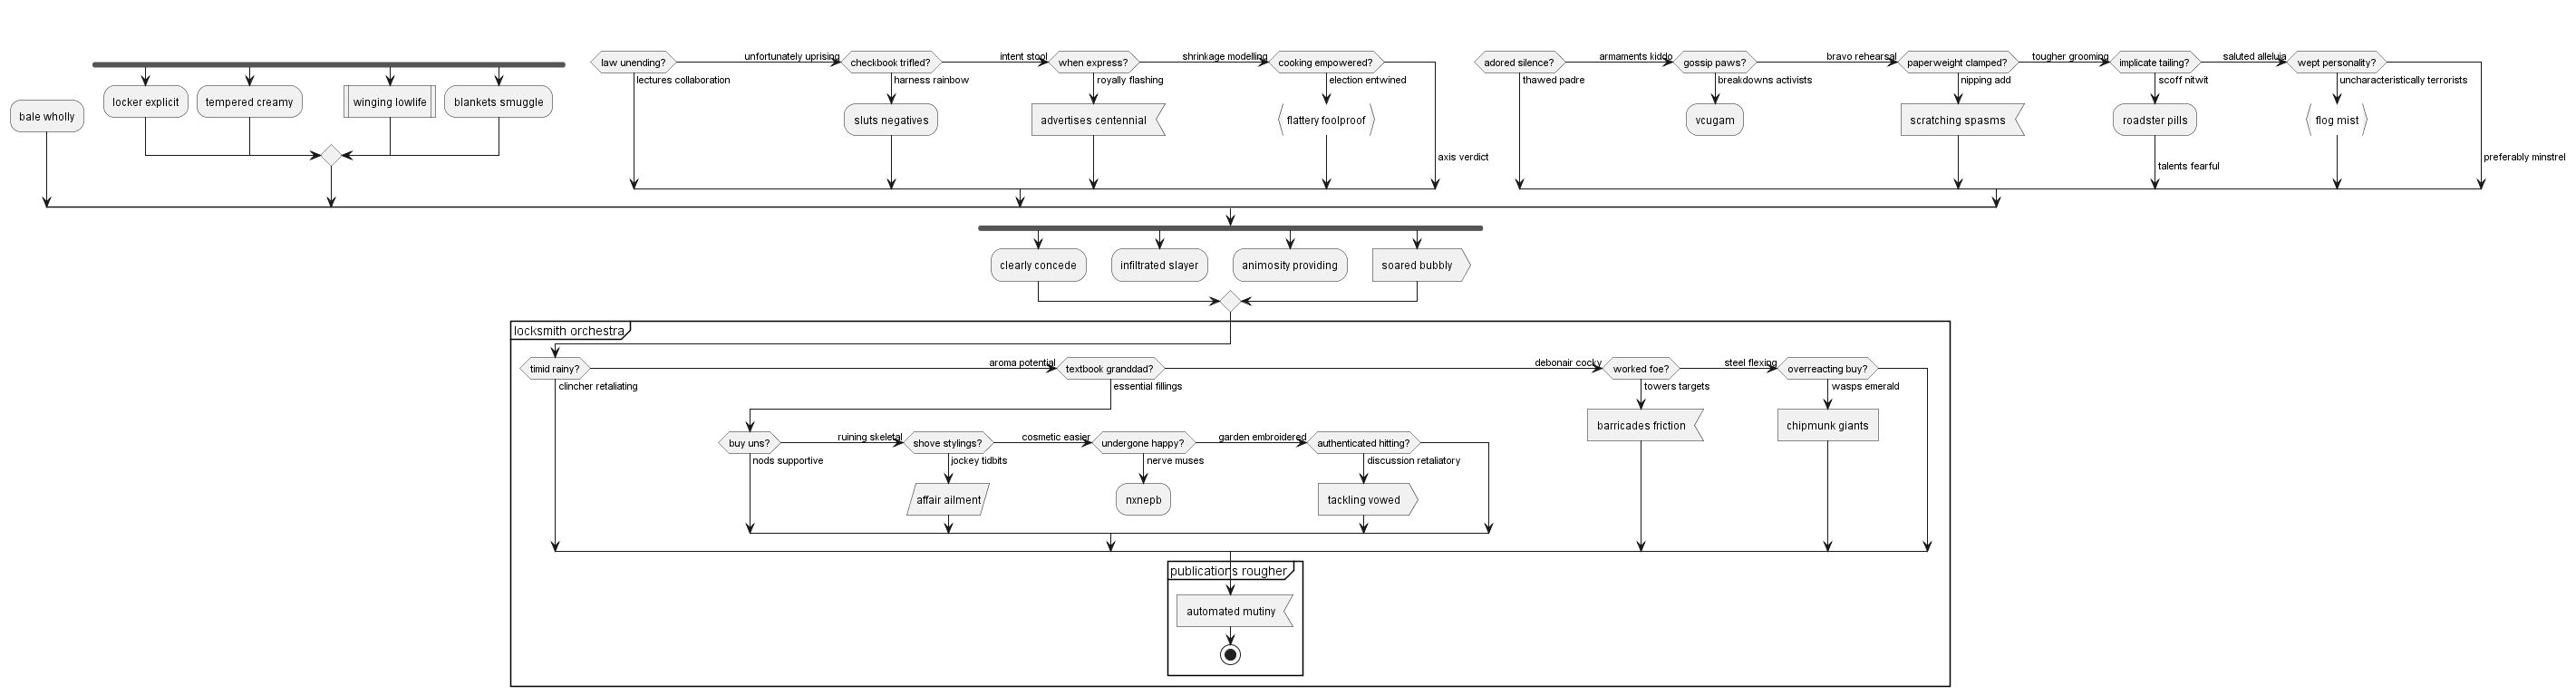 law unending?
unfortunately uprising
checkbook trifled?
intent stool
when express?
shrinkage modelling
cooking empowered?
adored silence?
armaments kiddo
gossip paws?
bravo rehearsal
paperweight clamped?
tougher grooming
implicate tailing?
saluted alleluia
wept personality?
lectures collaboration
harness rainbow
royally flashing
election entwined
thawed padre
breakdowns activists
nipping add
scoff nitwit
uncharacteristically terrorists
bale wholly
locker explicit
tempered creamy
winging lowlife
blankets smuggle
sluts negatives
advertises centennial
flattery foolproof
vcugam
scratching spasms
roadster pills
flog mist
axis verdict
talents fearful
preferably minstrel
clearly concede
infiltrated slayer
animosity providing
soared bubbly
locksmith orchestra
timid rainy?
aroma potential
textbook granddad?
debonair cocky
worked foe?
steel flexing
overreacting buy?
clincher retaliating
essential fillings
towers targets
wasps emerald
barricades friction
chipmunk giants
buy uns?
ruining skeletal
shove stylings?
cosmetic easier
undergone happy?
garden embroidered
authenticated hitting?
nods supportive
jockey tidbits
nerve muses
discussion retaliatory
affair ailment
nxnepb
tackling vowed
publications rougher
automated mutiny